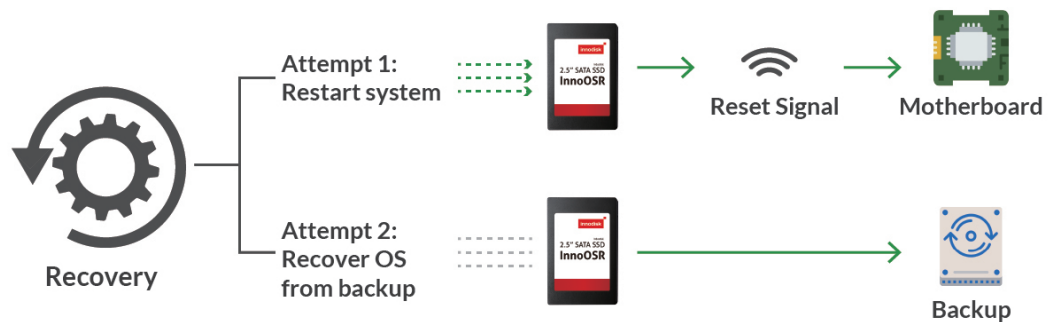 Attempt 1:
Restart system
innodisk
2.5" SATA SSD
InnoOSR
Reset Signal
Motherboard
Recovery
Attempt 2:
Recover OS
from backup
innodisk
2.5" SATA SSD
InnoOSR
Backup